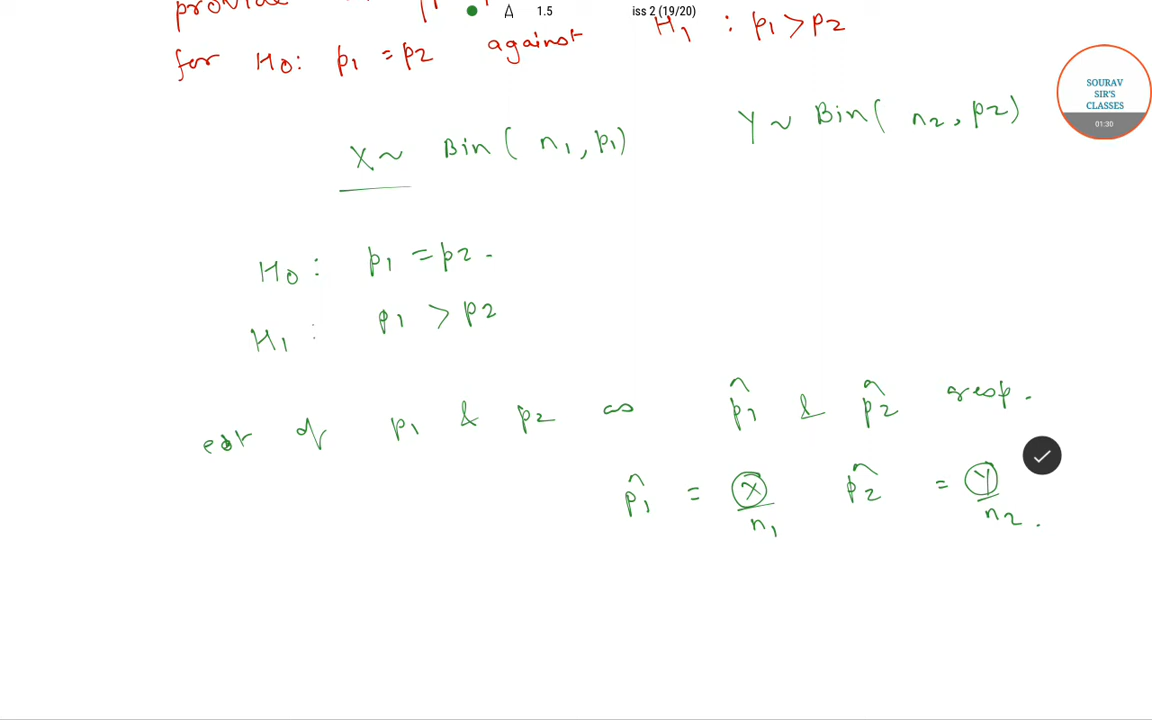 provide
A 1.5 iss 2 (19/20)
for H0: p1 = p2 against H1 : p1 > p2
SOURAV
SIR'S
CLASSES
01:30
X ~ Bin( n1, p1) Y ~ Bin( n2, p2)
H0 : p1 = p2 .
H1 : p1 > p2
est of p1 & p2 as p̂1 & p̂2 resp.
p̂1 = X/n1 p̂2 = Y/n2 .